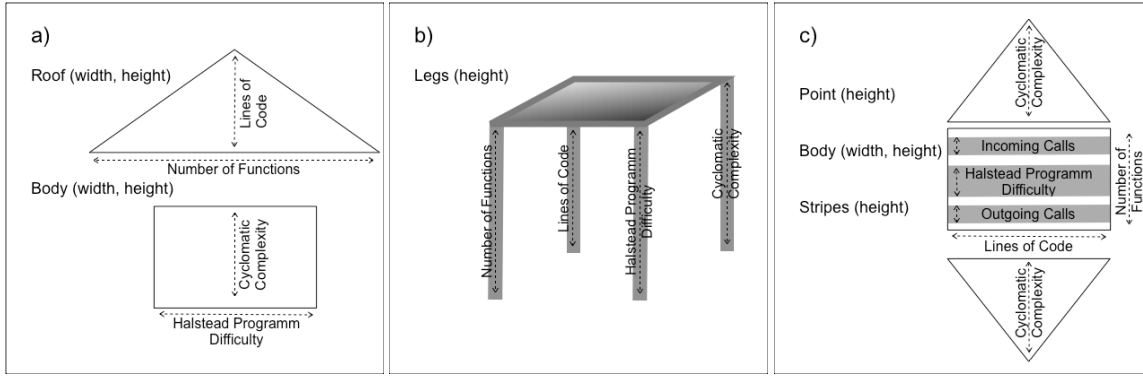 a)
Roof (width, height)
Lines of
Code
Number of Functions
Body (width, height)
Cyclomatic
Complexity
Halstead Programm
Difficulty
b)
Legs (height)
Number of Functions
Lines of Code
Halstead Programm
Difficulty
Cyclomatic
Complexity
c)
Cyclomatic
Complexity
Point (height)
Body (width, height)
Incoming Calls
Halstead Programm
Difficulty
Number of
Functions
Stripes (height)
Outgoing Calls
Lines of Code
Cyclomatic
Complexity